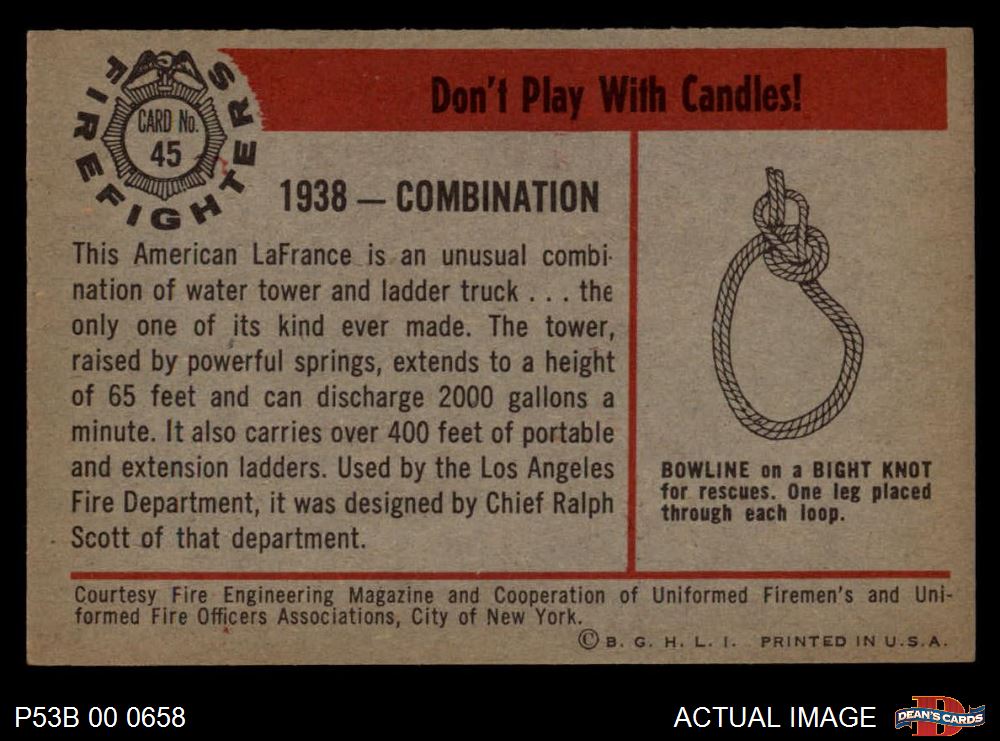 FIREFIGHTERS
CARD No.
45
Don't Play With Candles!
1938 — COMBINATION
This American LaFrance is an unusual combi-
nation of water tower and ladder truck . . . the
only one of its kind ever made. The tower,
raised by powerful springs, extends to a height
of 65 feet and can discharge 2000 gallons a
minute. It also carries over 400 feet of portable
and extension ladders. Used by the Los Angeles
Fire Department, it was designed by Chief Ralph
Scott of that department.
BOWLINE on a BIGHT KNOT
for rescues. One leg placed
through each loop.
Courtesy Fire Engineering Magazine and Cooperation of Uniformed Firemen's and Uni-
formed Fire Officers Associations, City of New York.
© B. G. H. L. I. PRINTED IN U.S.A.
P53B 00 0658
ACTUAL IMAGE
D
DEAN'S CARDS